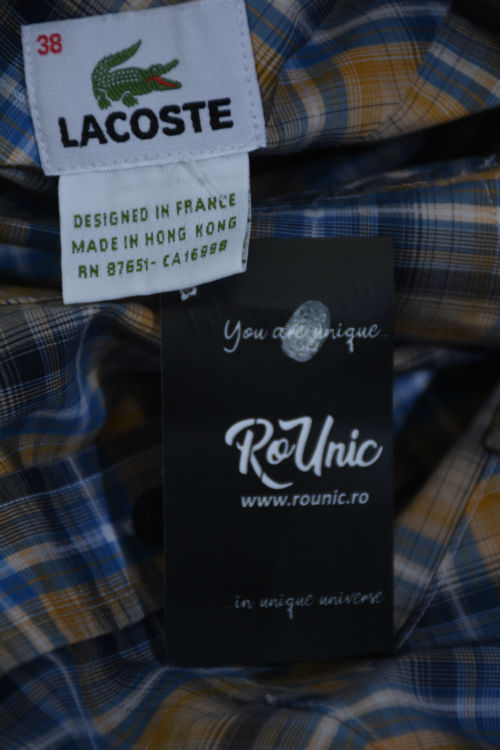 38
LACOSTE
DESIGNED IN FRANCE
MADE IN HONG KONG
RN 87651- CA16998
You are unique...
RoUnic
www.rounic.ro
...in unique universe